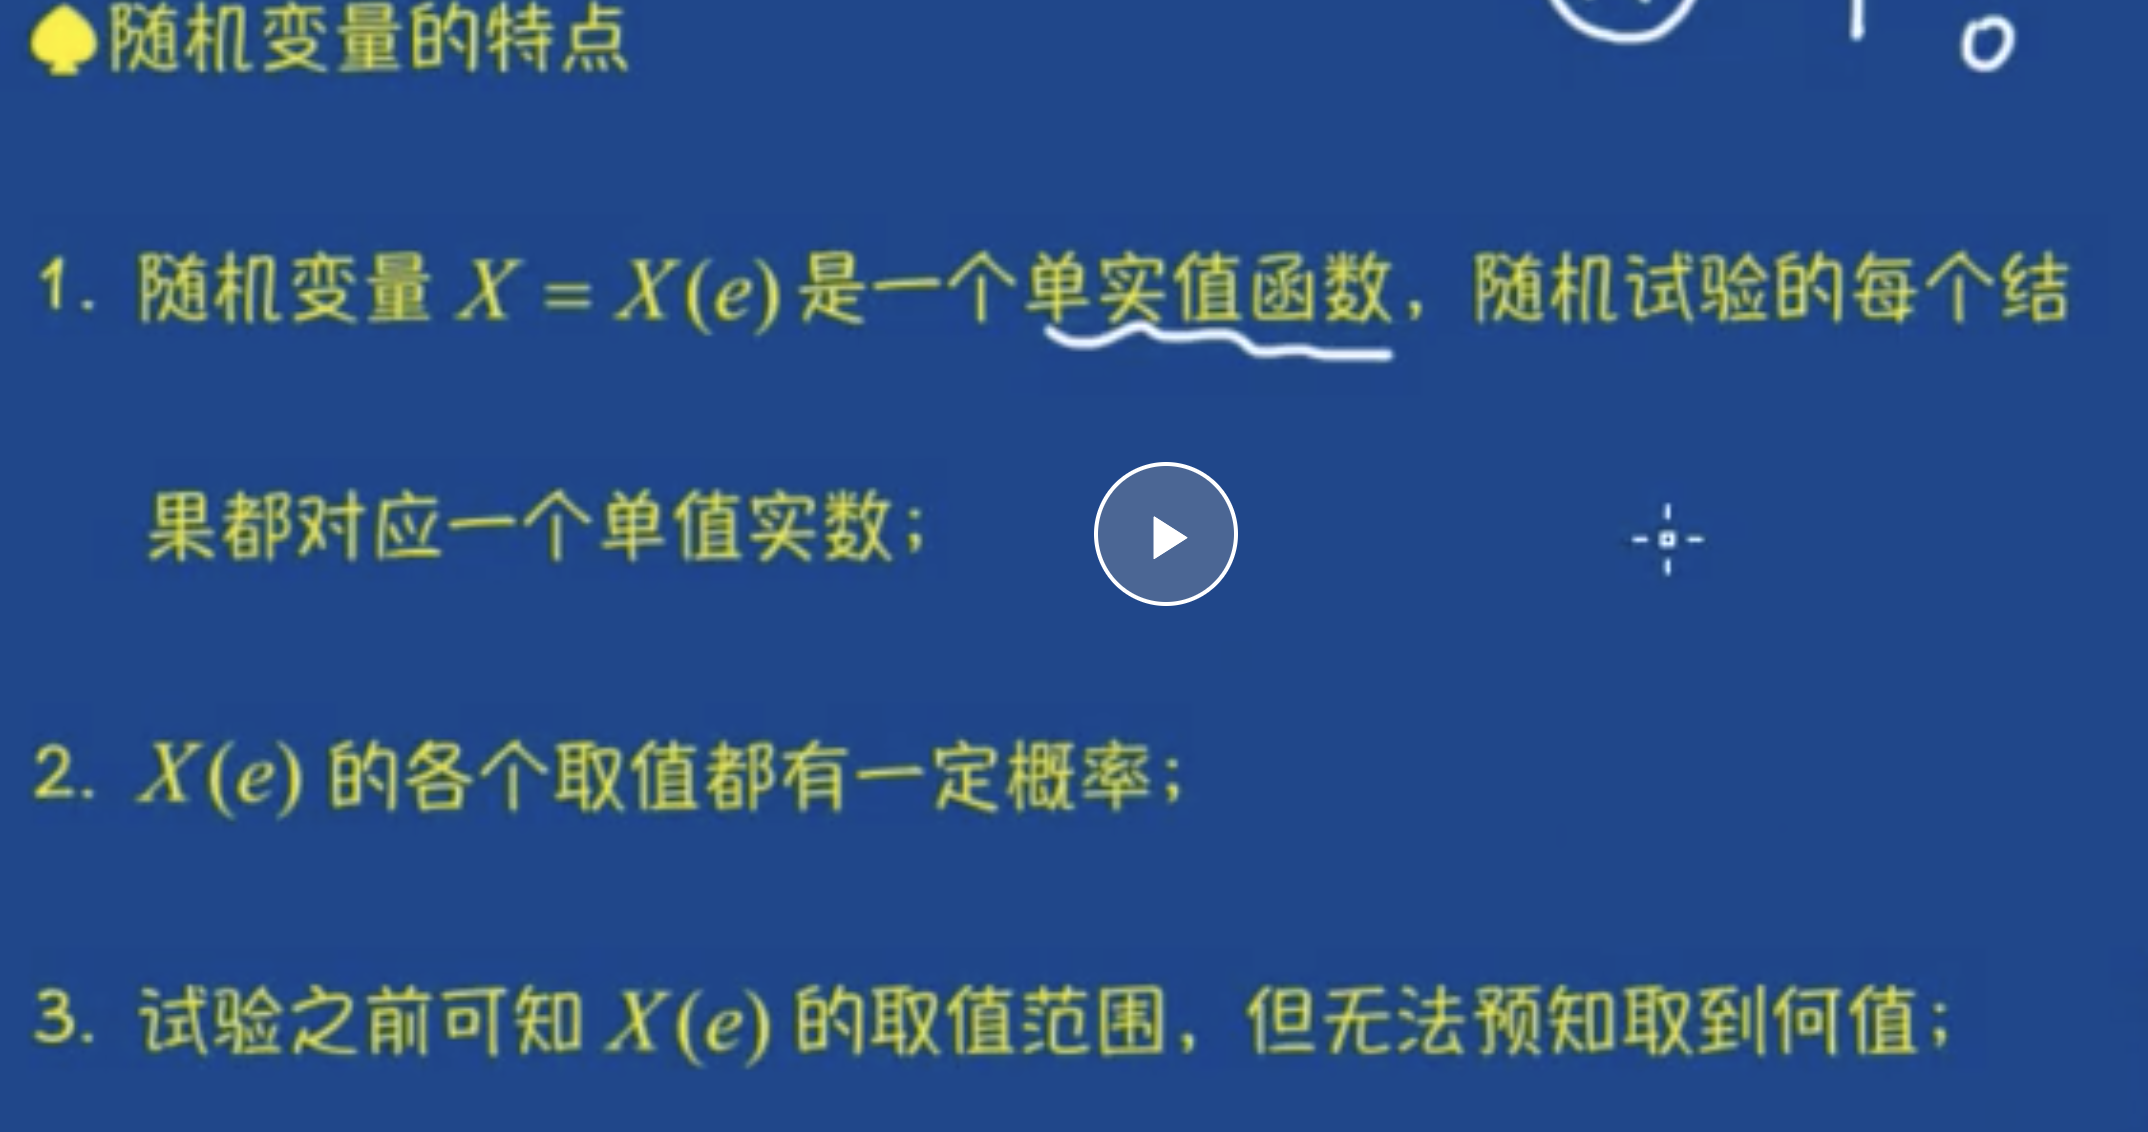 随机变量的特点
1 0
1. 随机变量 X = X(e) 是一个单实值函数，随机试验的每个结
果都对应一个单值实数；
2. X(e) 的各个取值都有一定概率；
3. 试验之前可知 X(e) 的取值范围，但无法预知取到何值；